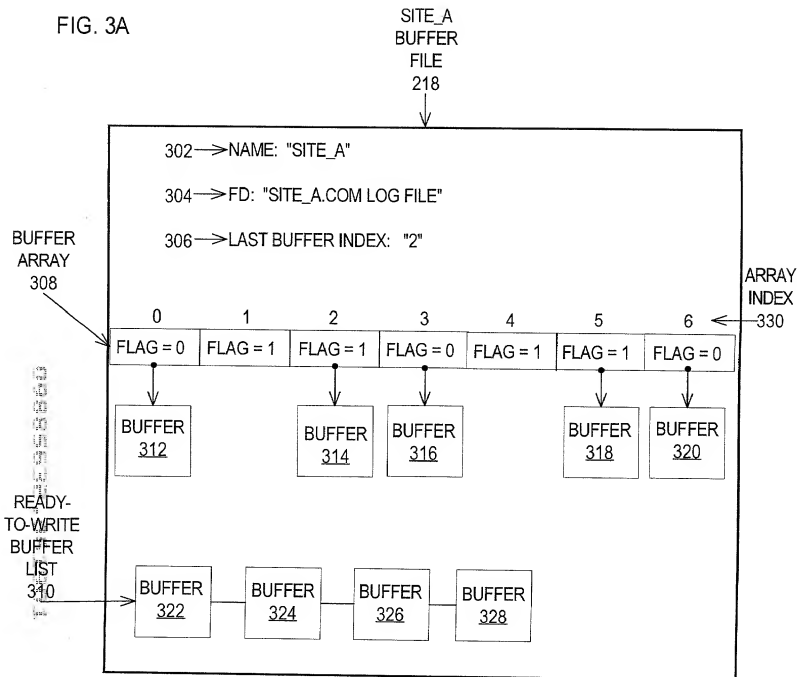 FIG. 3A
SITE_A
BUFFER
FILE
218
302 NAME: "SITE_A"
304 FD: "SITE_A.COM LOG FILE"
306 LAST BUFFER INDEX: "2"
BUFFER
ARRAY
308
ARRAY
INDEX
330
0 1 2 3 4 5 6
FLAG = 0 FLAG = 1 FLAG = 1 FLAG = 0 FLAG = 1 FLAG = 1 FLAG = 0
BUFFER BUFFER BUFFER BUFFER BUFFER
312 314 316 318 320
READY-
TO-WRITE
BUFFER
LIST
310
BUFFER BUFFER BUFFER BUFFER
322 324 326 328